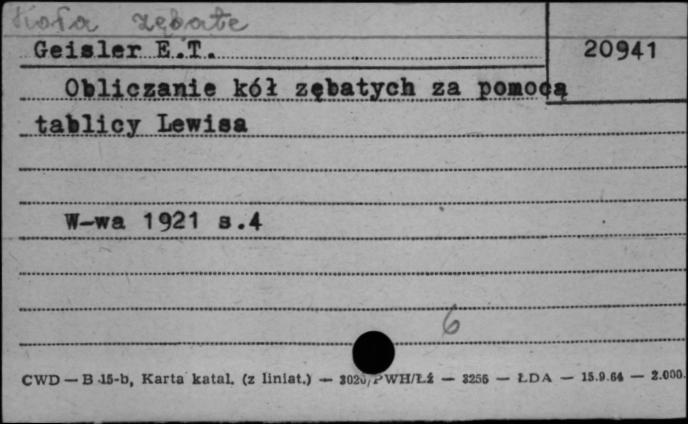 Koła zębate
Geisler E.T.
20941
Obliczanie kół zębatych za pomocą
tablicy Lewisa
W-wa 1921 s.4
6
CWD — B 15-b, Karta katal. (z liniat.) — 3020/PWH/Łź — 3256 — ŁDA — 15.9.64 — 2.000.